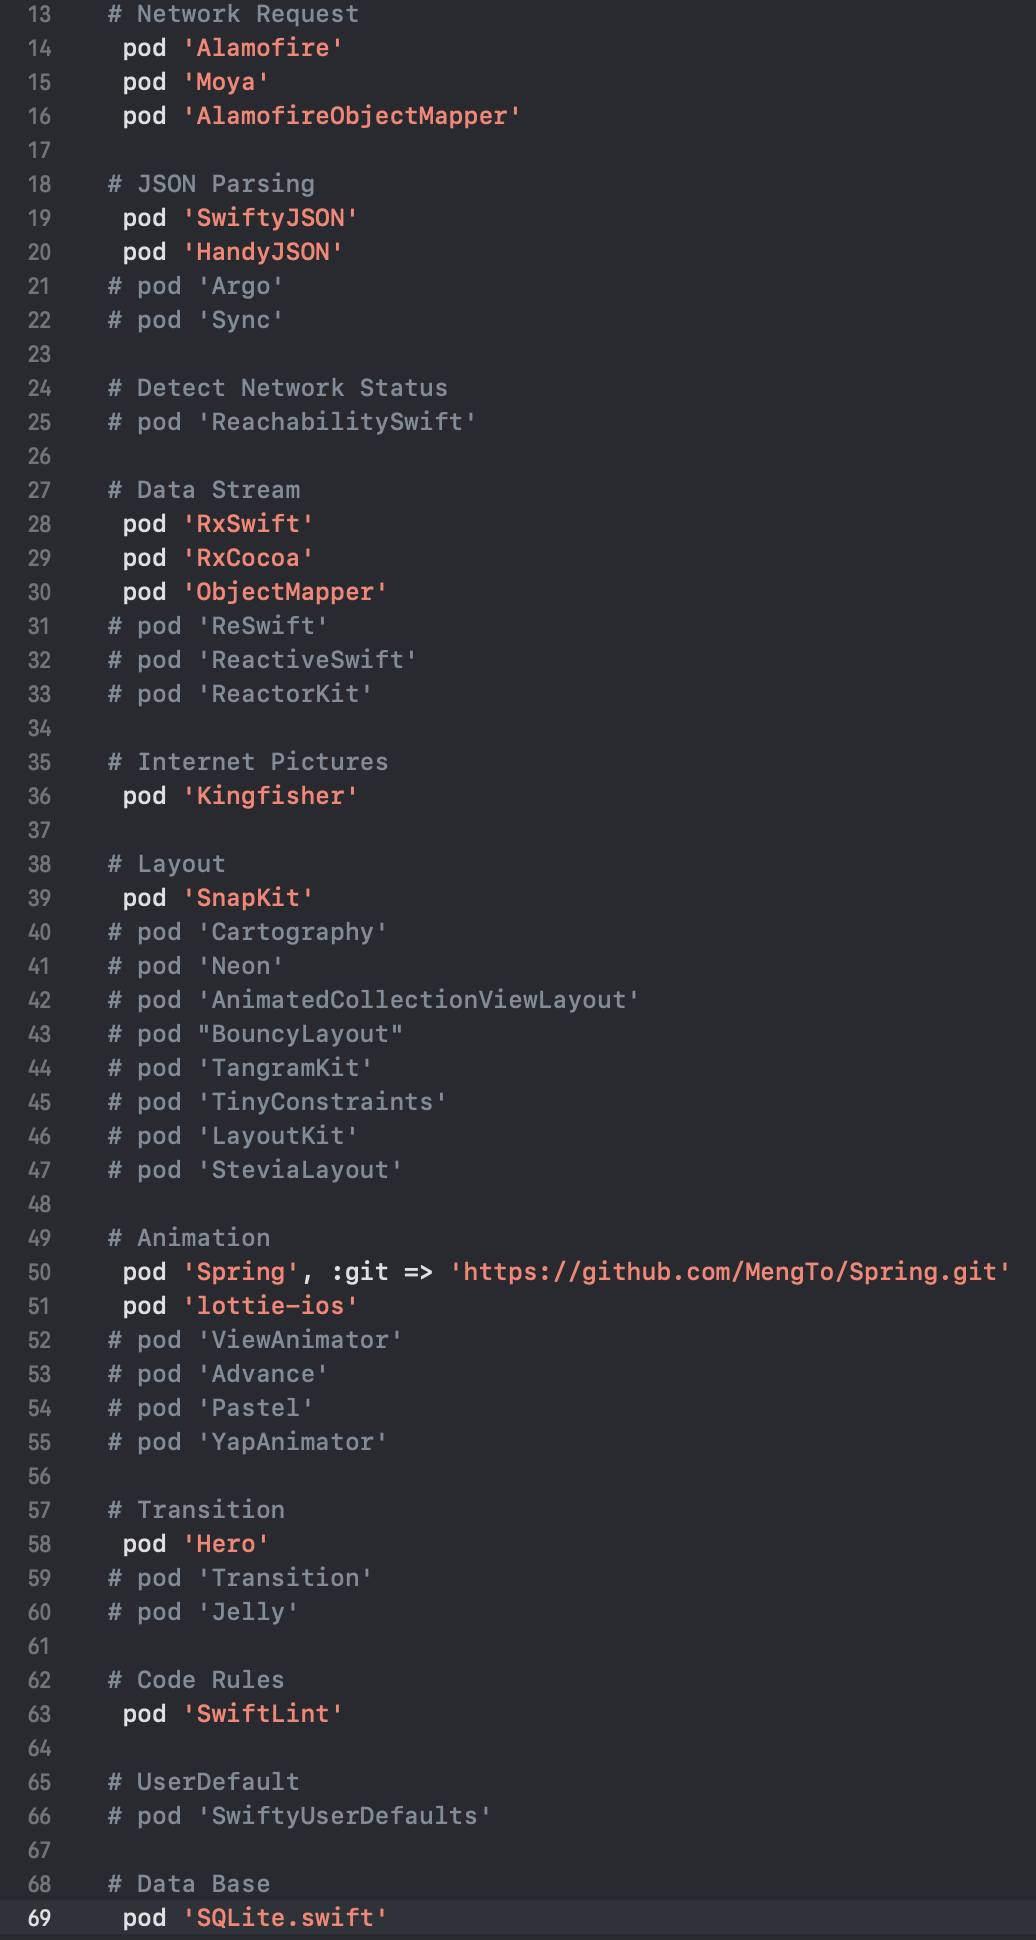 13 # Network Request
14 pod 'Alamofire'
15 pod 'Moya'
16 pod 'AlamofireObjectMapper'
17
18 # JSON Parsing
19 pod 'SwiftyJSON'
20 pod 'HandyJSON'
21 # pod 'Argo'
22 # pod 'Sync'
23
24 # Detect Network Status
25 # pod 'ReachabilitySwift'
26
27 # Data Stream
28 pod 'RxSwift'
29 pod 'RxCocoa'
30 pod 'ObjectMapper'
31 # pod 'ReSwift'
32 # pod 'ReactiveSwift'
33 # pod 'ReactorKit'
34
35 # Internet Pictures
36 pod 'Kingfisher'
37
38 # Layout
39 pod 'SnapKit'
40 # pod 'Cartography'
41 # pod 'Neon'
42 # pod 'AnimatedCollectionViewLayout'
43 # pod "BouncyLayout"
44 # pod 'TangramKit'
45 # pod 'TinyConstraints'
46 # pod 'LayoutKit'
47 # pod 'SteviaLayout'
48
49 # Animation
50 pod 'Spring', :git => 'https://github.com/MengTo/Spring.git'
51 pod 'lottie-ios'
52 # pod 'ViewAnimator'
53 # pod 'Advance'
54 # pod 'Pastel'
55 # pod 'YapAnimator'
56
57 # Transition
58 pod 'Hero'
59 # pod 'Transition'
60 # pod 'Jelly'
61
62 # Code Rules
63 pod 'SwiftLint'
64
65 # UserDefault
66 # pod 'SwiftyUserDefaults'
67
68 # Data Base
69 pod 'SQLite.swift'